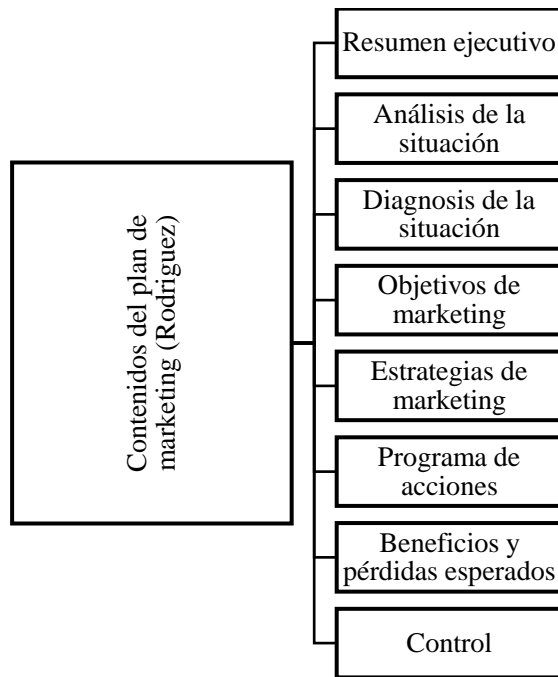 Contenidos del plan de
marketing (Rodriguez)
Resumen ejecutivo
Análisis de la
situación
Diagnosis de la
situación
Objetivos de
marketing
Estrategias de
marketing
Programa de
acciones
Beneficios y
pérdidas esperados
Control